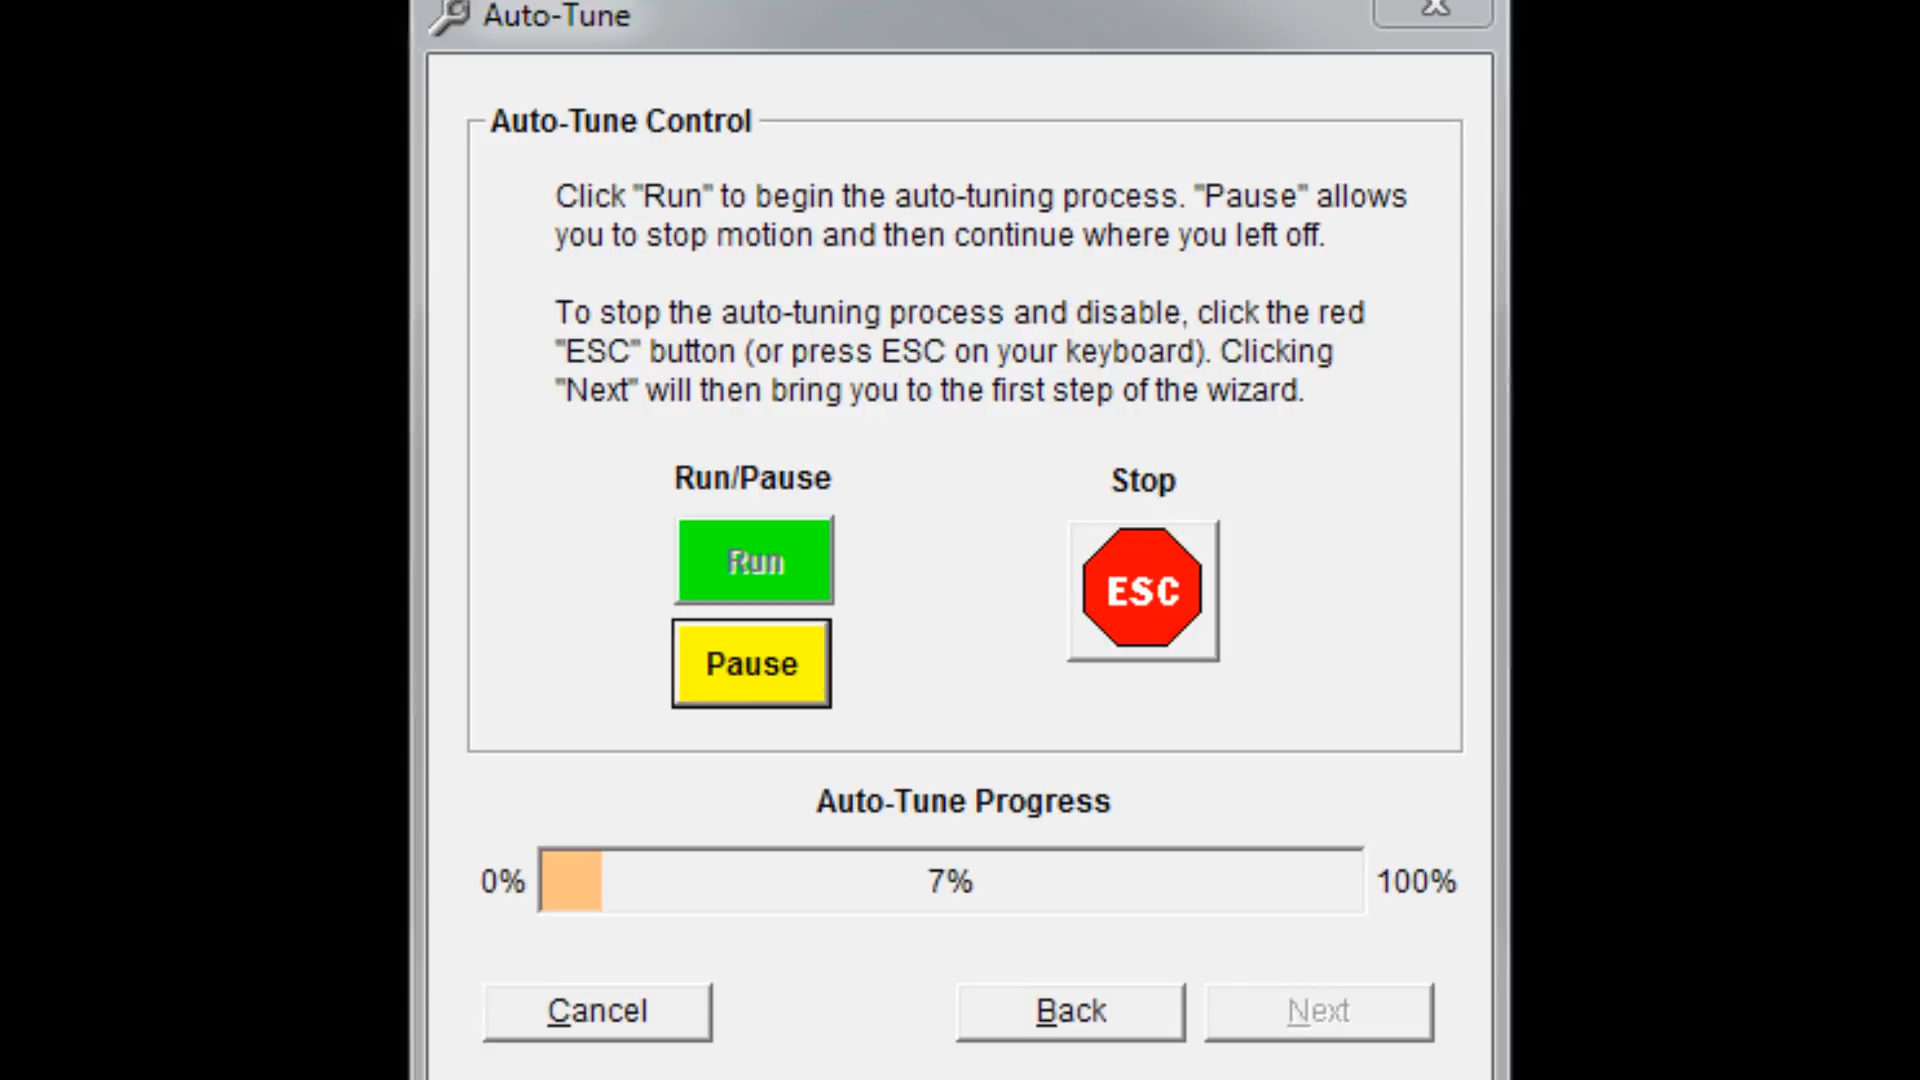 Auto-Tune
Auto-Tune Control
Click "Run" to begin the auto-tuning process. "Pause" allows
you to stop motion and then continue where you left off.
To stop the auto-tuning process and disable, click the red
"ESC" button (or press ESC on your keyboard). Clicking
"Next" will then bring you to the first step of the wizard.
Run/Pause
Stop
Run
ESC
Pause
Auto-Tune Progress
0% 7% 100%
Cancel Back Next